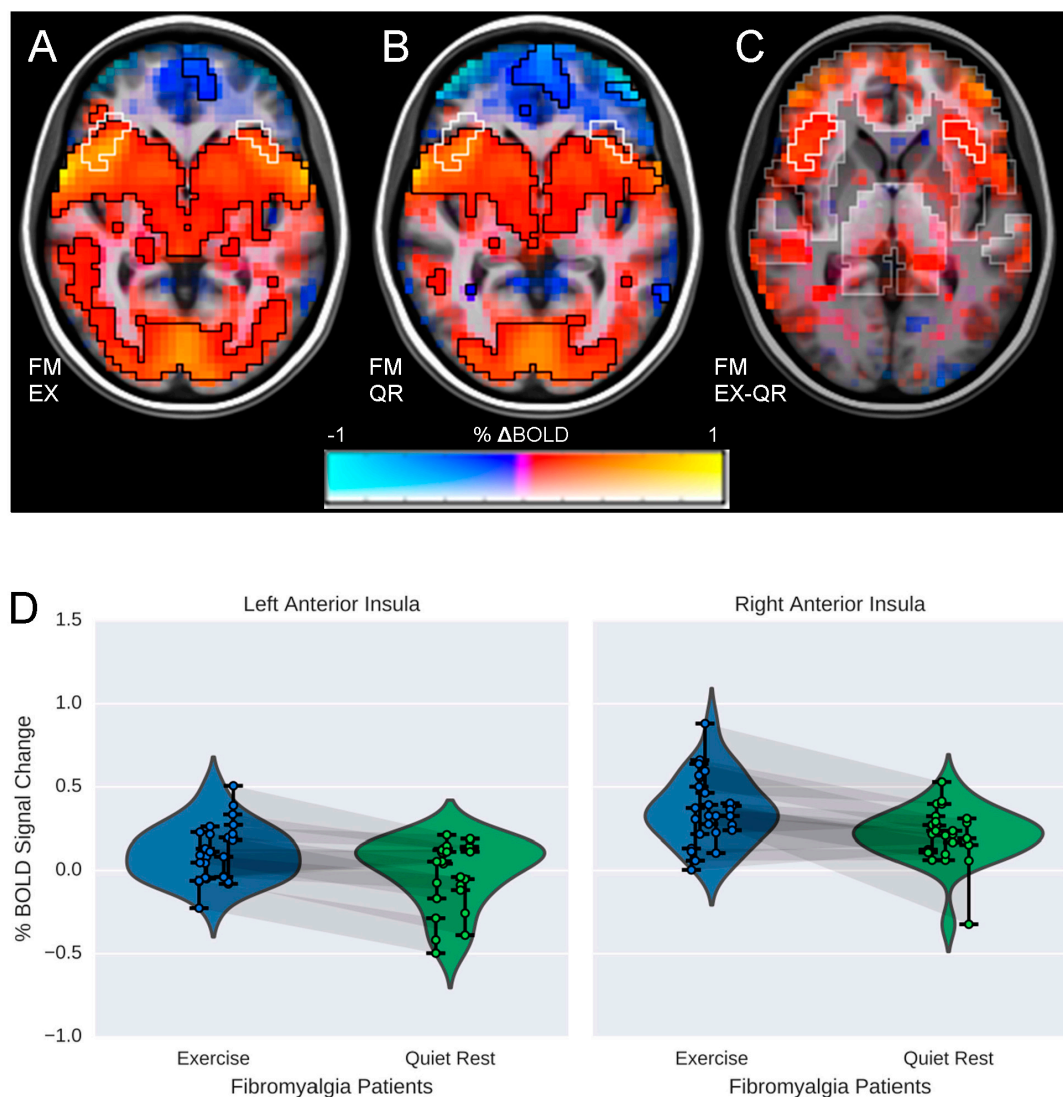 A B C
FM FM FM
EX QR EX-QR
-1 % ΔBOLD 1
D
Left Anterior Insula Right Anterior Insula
% BOLD Signal Change
1.5
1.0
0.5
0.0
−0.5
−1.0
Exercise Quiet Rest Exercise Quiet Rest
Fibromyalgia Patients Fibromyalgia Patients